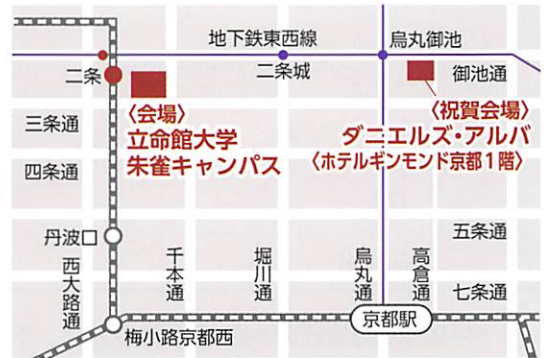 地下鉄東西線
烏丸御池
二条
二条城
御池通
〈会場〉
立命館大学
朱雀キャンパス
〈祝賀会場〉
ダニエルズ・アルバ
〈ホテルギンモンド京都1階〉
三条通
四条通
五条通
丹波口
西大路通
千本通
堀川通
烏丸通
高倉通
七条通
梅小路京都西
京都駅